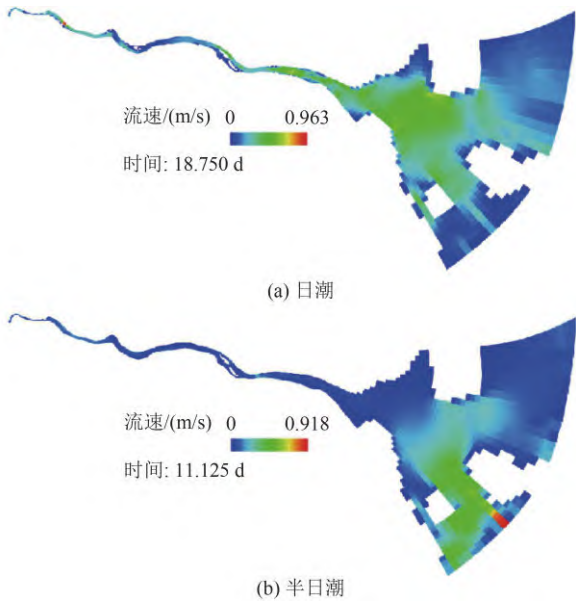 流速/(m/s) 0 0.963
时间: 18.750 d
(a) 日潮
流速/(m/s) 0 0.918
时间: 11.125 d
(b) 半日潮